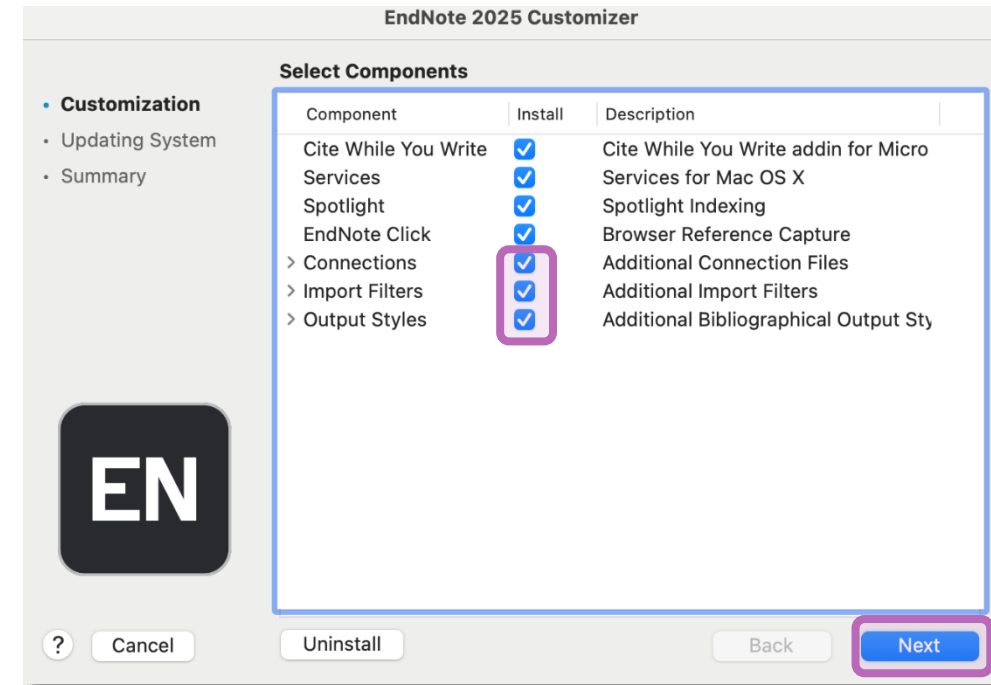 EndNote 2025 Customizer
Select Components
• Customization
• Updating System
• Summary
Component Install Description
Cite While You Write Cite While You Write addin for Micro
Services Services for Mac OS X
Spotlight Spotlight Indexing
EndNote Click Browser Reference Capture
> Connections Additional Connection Files
> Import Filters Additional Import Filters
> Output Styles Additional Bibliographical Output Sty
EN
? Cancel Uninstall Back Next